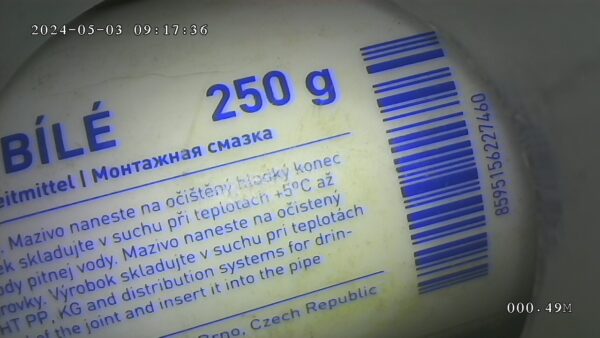 2024-05-03 09:17:36
250 g
BÍLÉ
eitmittel | Монтажная смазка
. Mazivo naneste na očištěný hladký konec
ek skladujte v suchu při teplotách +5°C až
ody pitnej vody. Mazivo naneste na očistený
rovky. Výrobok skladujte v suchu pri teplotách
HT PP, KG and distribution systems for drin-
of the joint and insert it into the pipe
Brno, Czech Republic
8595156227460
000.49M